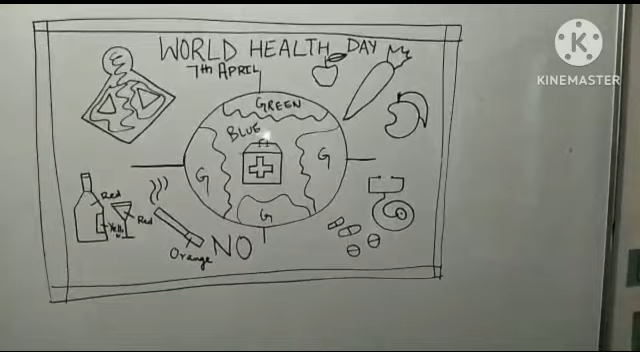 WORLD HEALTH DAY
7TH APRIL
KINEMASTER
GREEN
BLUE
G
G
G
Red
Red
Yello
Orange
NO